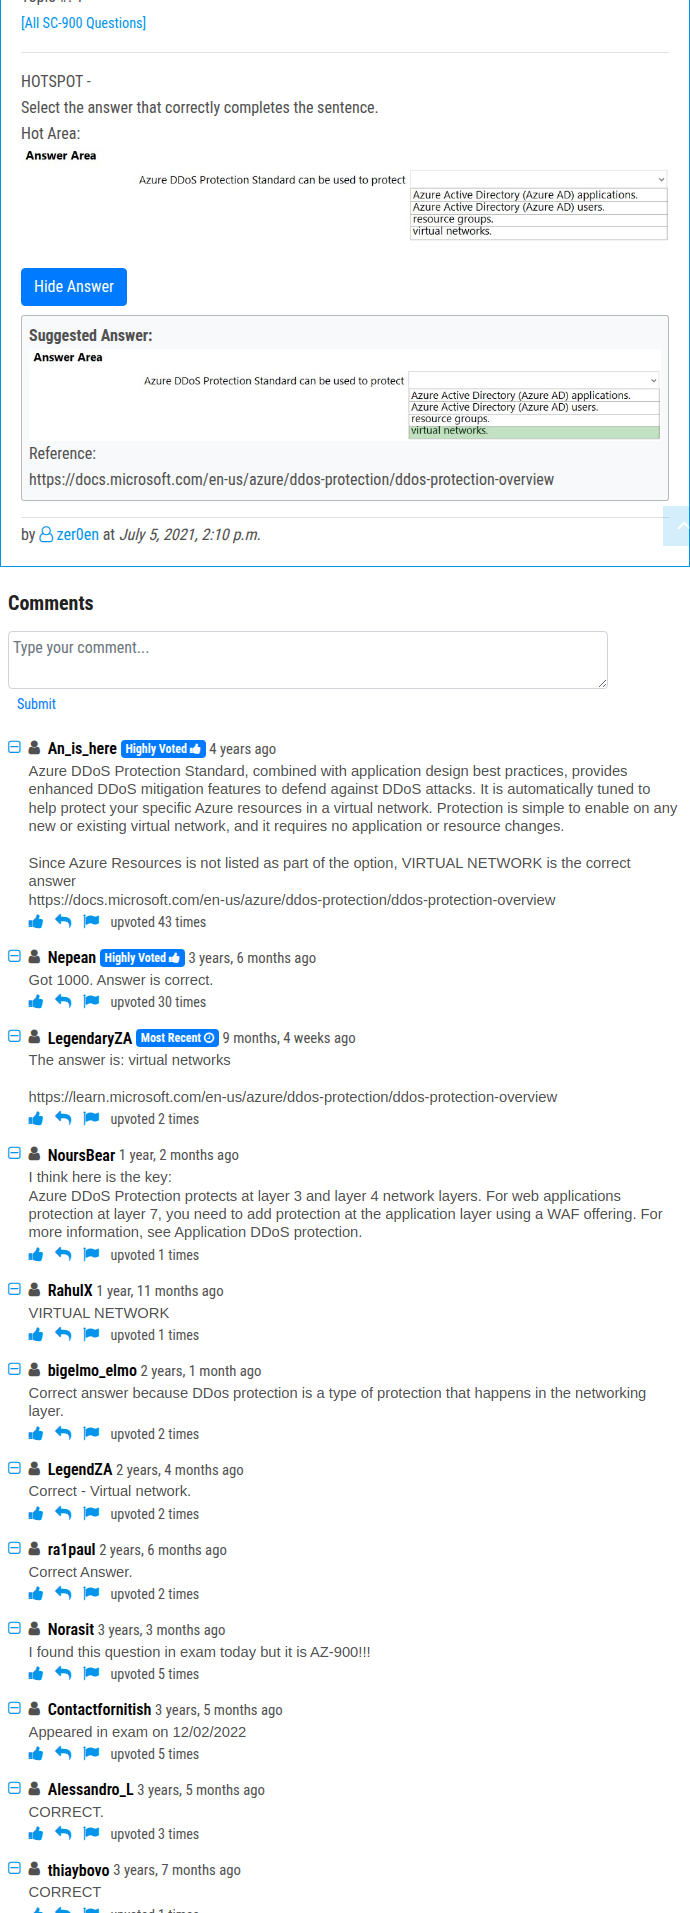 [All SC-900 Questions]
HOTSPOT -
Select the answer that correctly completes the sentence.
Hot Area:
Answer Area
Azure DDoS Protection Standard can be used to protect
Azure Active Directory (Azure AD) applications.
Azure Active Directory (Azure AD) users.
resource groups.
virtual networks.
Hide Answer
Suggested Answer:
Answer Area
Azure DDoS Protection Standard can be used to protect
Azure Active Directory (Azure AD) applications.
Azure Active Directory (Azure AD) users.
resource groups.
virtual networks.
Reference:
https://docs.microsoft.com/en-us/azure/ddos-protection/ddos-protection-overview
by zer0en at July 5, 2021, 2:10 p.m.
Comments
Type your comment...
Submit
An_is_here Highly Voted 4 years ago
Azure DDoS Protection Standard, combined with application design best practices, provides
enhanced DDoS mitigation features to defend against DDoS attacks. It is automatically tuned to
help protect your specific Azure resources in a virtual network. Protection is simple to enable on any
new or existing virtual network, and it requires no application or resource changes.
Since Azure Resources is not listed as part of the option, VIRTUAL NETWORK is the correct
answer
https://docs.microsoft.com/en-us/azure/ddos-protection/ddos-protection-overview
upvoted 43 times
Nepean Highly Voted 3 years, 6 months ago
Got 1000. Answer is correct.
upvoted 30 times
LegendaryZA Most Recent 9 months, 4 weeks ago
The answer is: virtual networks
https://learn.microsoft.com/en-us/azure/ddos-protection/ddos-protection-overview
upvoted 2 times
NoursBear 1 year, 2 months ago
I think here is the key:
Azure DDoS Protection protects at layer 3 and layer 4 network layers. For web applications
protection at layer 7, you need to add protection at the application layer using a WAF offering. For
more information, see Application DDoS protection.
upvoted 1 times
RahulX 1 year, 11 months ago
VIRTUAL NETWORK
upvoted 1 times
bigelmo_elmo 2 years, 1 month ago
Correct answer because DDos protection is a type of protection that happens in the networking
layer.
upvoted 2 times
LegendZA 2 years, 4 months ago
Correct - Virtual network.
upvoted 2 times
ra1paul 2 years, 6 months ago
Correct Answer.
upvoted 2 times
Norasit 3 years, 3 months ago
I found this question in exam today but it is AZ-900!!!
upvoted 5 times
Contactfornitish 3 years, 5 months ago
Appeared in exam on 12/02/2022
upvoted 5 times
Alessandro_L 3 years, 5 months ago
CORRECT.
upvoted 3 times
thiaybovo 3 years, 7 months ago
CORRECT